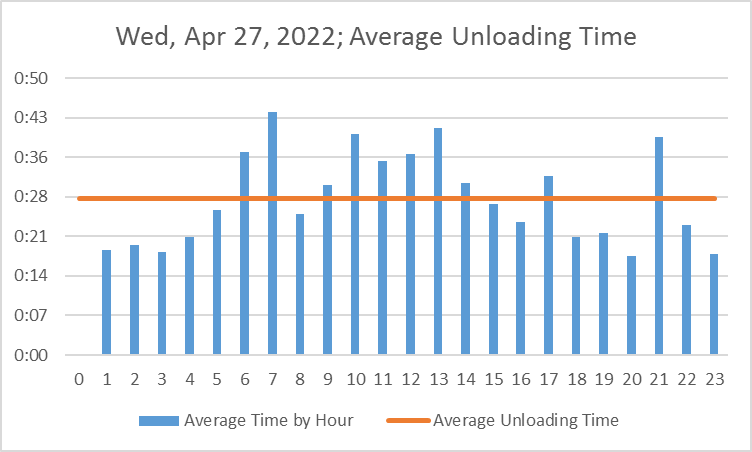 Wed, Apr 27, 2022; Average Unloading Time
0:50
0:43
0:36
0:28
0:21
0:14
0:07
0:00
0 1 2 3 4 5 6 7 8 9 10 11 12 13 14 15 16 17 18 19 20 21 22 23
Average Time by Hour Average Unloading Time